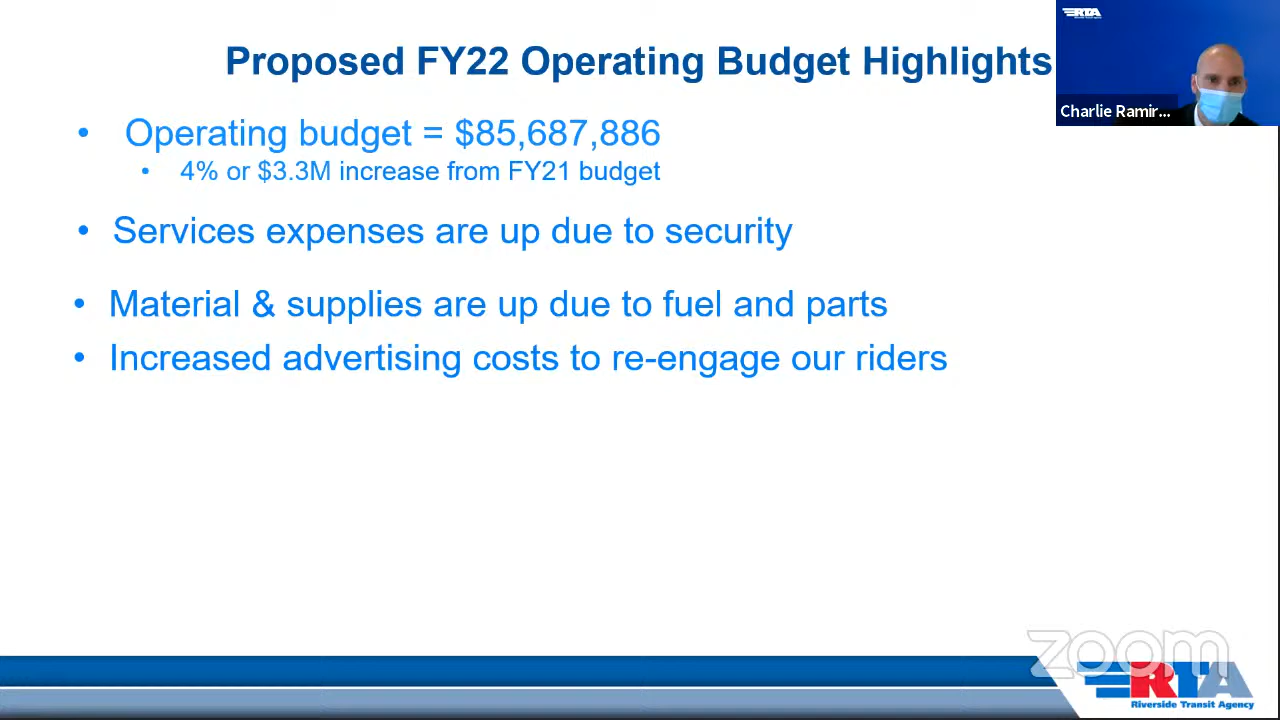 Proposed FY22 Operating Budget Highlights
RTA
Charlie Ramir...
• Operating budget = $85,687,886
• 4% or $3.3M increase from FY21 budget
• Services expenses are up due to security
• Material & supplies are up due to fuel and parts
• Increased advertising costs to re-engage our riders
zoom
RTA
Riverside Transit Agency